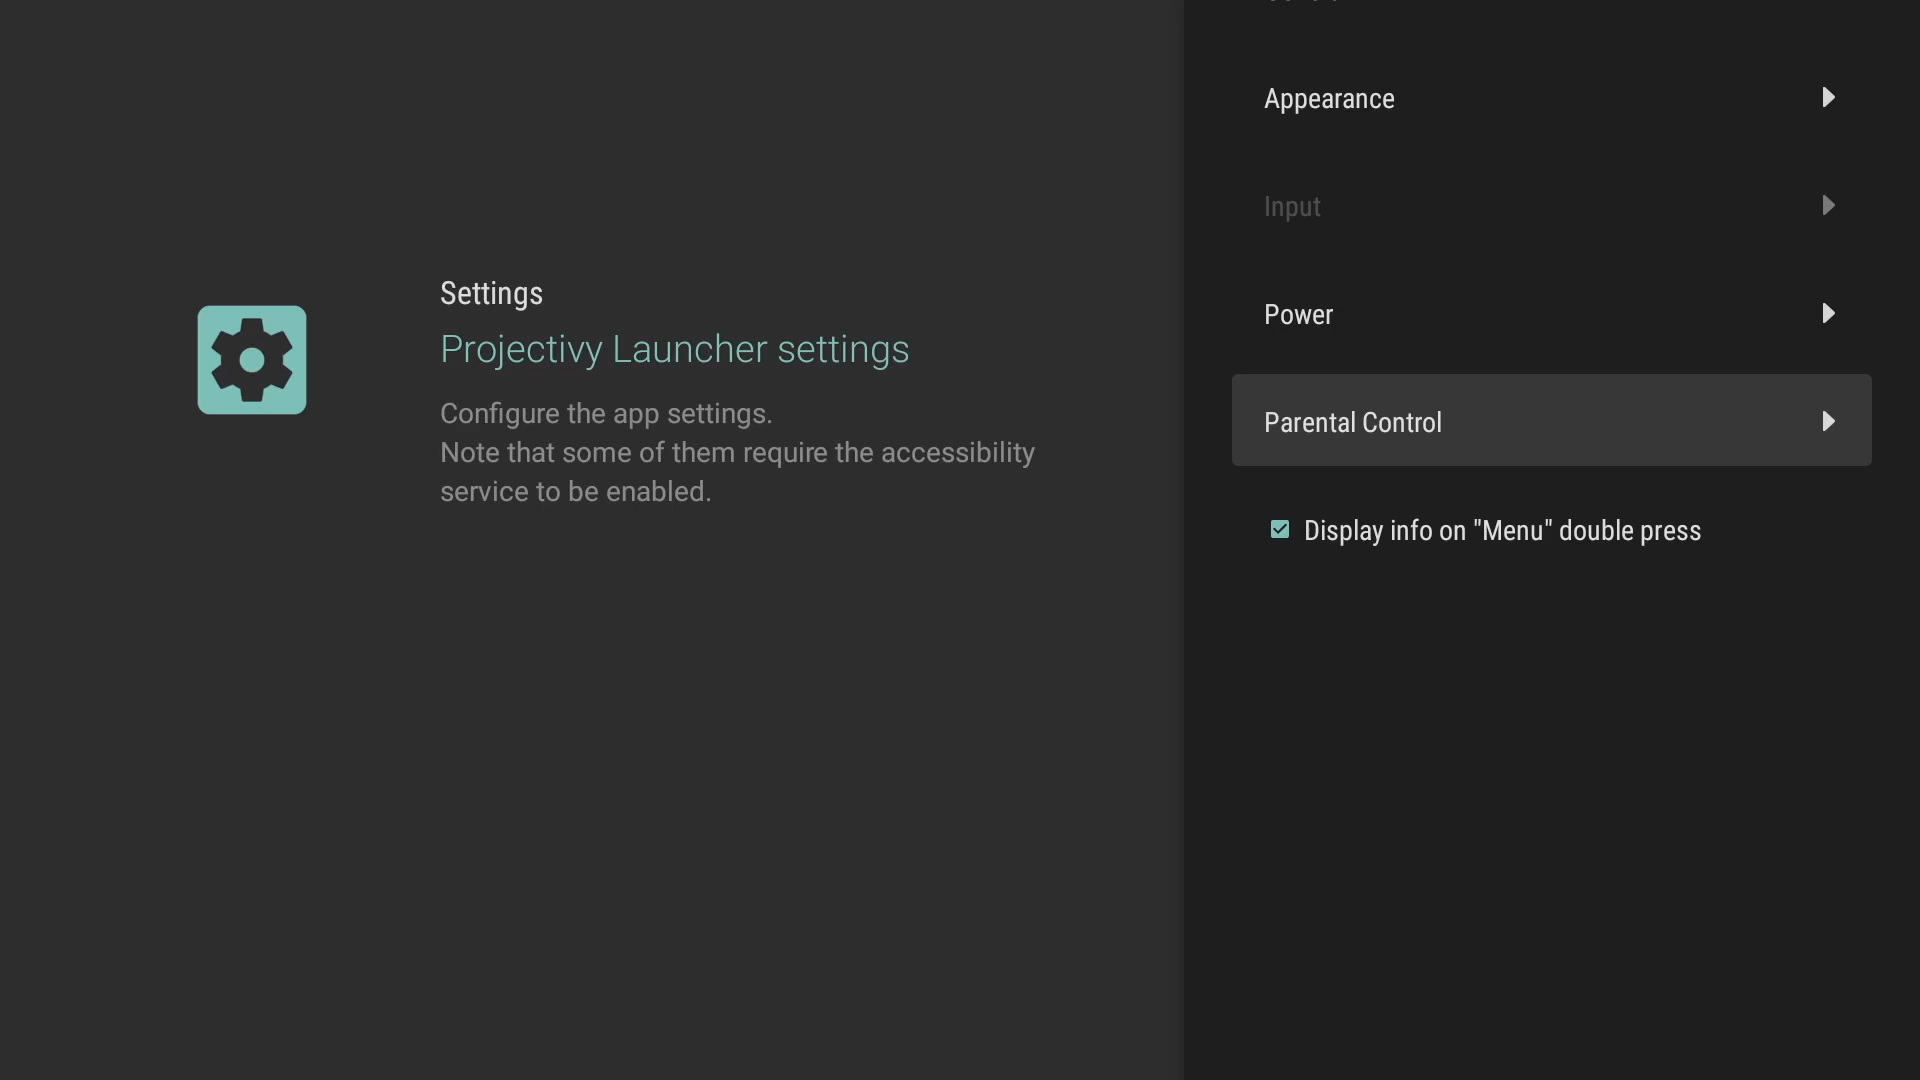 Settings
Projectivy Launcher settings
Configure the app settings.
Note that some of them require the accessibility
service to be enabled.
Appearance
Input
Power
Parental Control
Display info on "Menu" double press